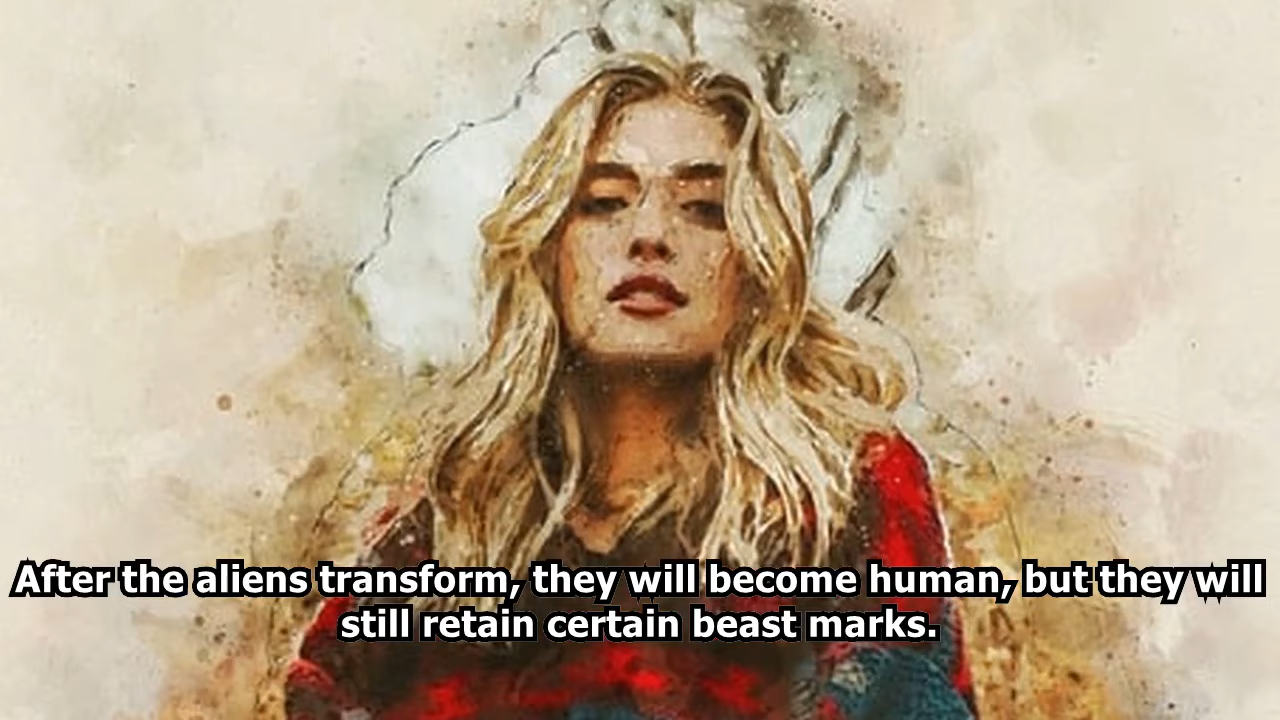 After the aliens transform, they will become human, but they will
still retain certain beast marks.